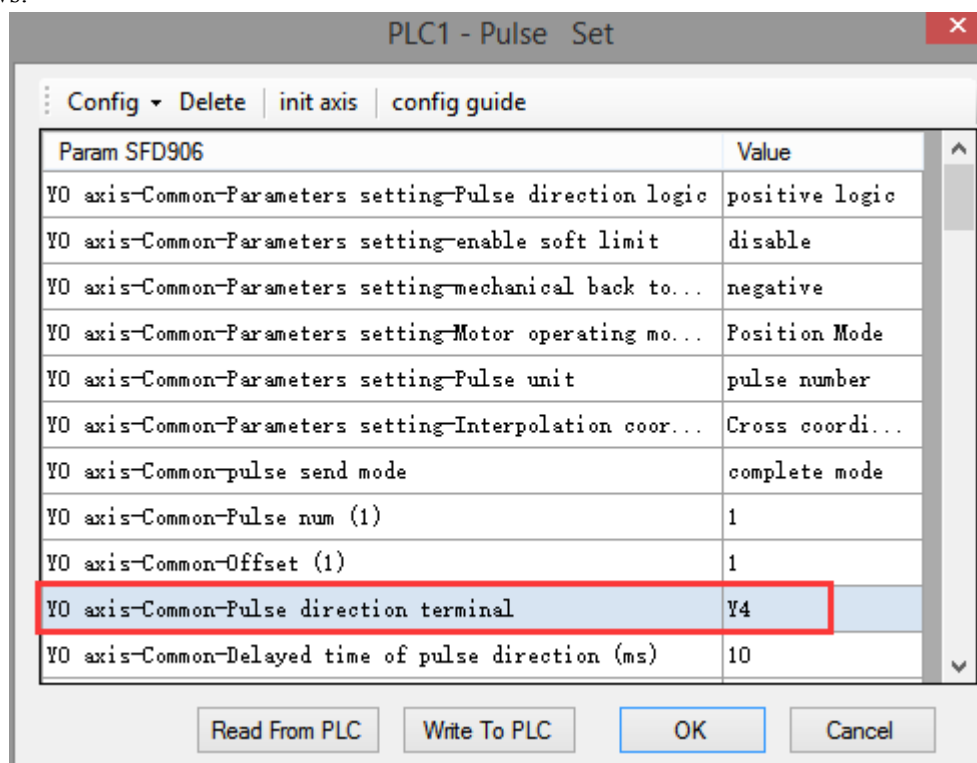 vs.
PLC1 - Pulse Set
Config Delete init axis config guide
Param SFD906 Value
Y0 axis-Common-Parameters setting-Pulse direction logic positive logic
Y0 axis-Common-Parameters setting-enable soft limit disable
Y0 axis-Common-Parameters setting-mechanical back to... negative
Y0 axis-Common-Parameters setting-Motor operating mo... Position Mode
Y0 axis-Common-Parameters setting-Pulse unit pulse number
Y0 axis-Common-Parameters setting-Interpolation coor... Cross coordi...
Y0 axis-Common-pulse send mode complete mode
Y0 axis-Common-Pulse num (1) 1
Y0 axis-Common-Offset (1) 1
Y0 axis-Common-Pulse direction terminal Y4
Y0 axis-Common-Delayed time of pulse direction (ms) 10
Read From PLC Write To PLC OK Cancel